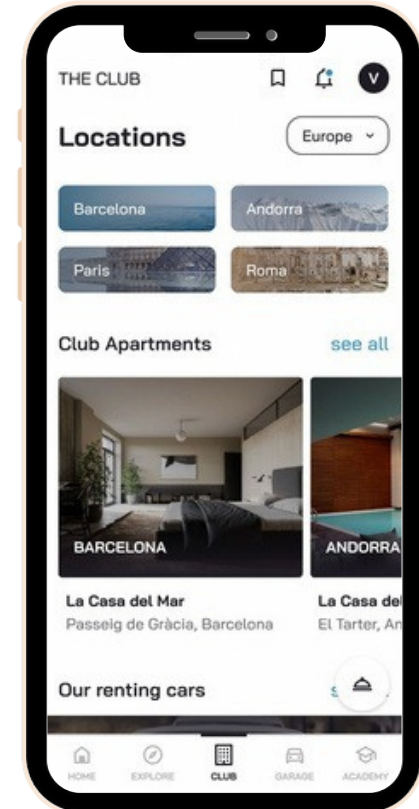 THE CLUB
V
Locations
Europe
Barcelona
Andorra
Paris
Roma
Club Apartments
see all
BARCELONA
ANDORRA
La Casa del Mar
Passeig de Gràcia, Barcelona
La Casa del
El Tarter, An
Our renting cars
HOME
EXPLORE
CLUB
GARAGE
ACADEMY